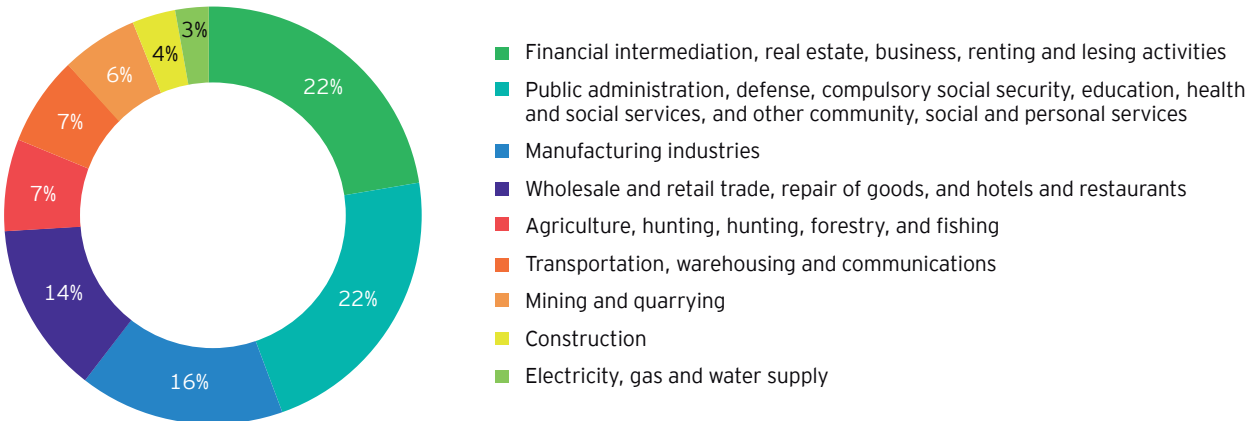 3%
4%
6%
22%
7%
7%
14%
22%
16%
Financial intermediation, real estate, business, renting and lesing activities
Public administration, defense, compulsory social security, education, health
and social services, and other community, social and personal services
Manufacturing industries
Wholesale and retail trade, repair of goods, and hotels and restaurants
Agriculture, hunting, hunting, forestry, and fishing
Transportation, warehousing and communications
Mining and quarrying
Construction
Electricity, gas and water supply